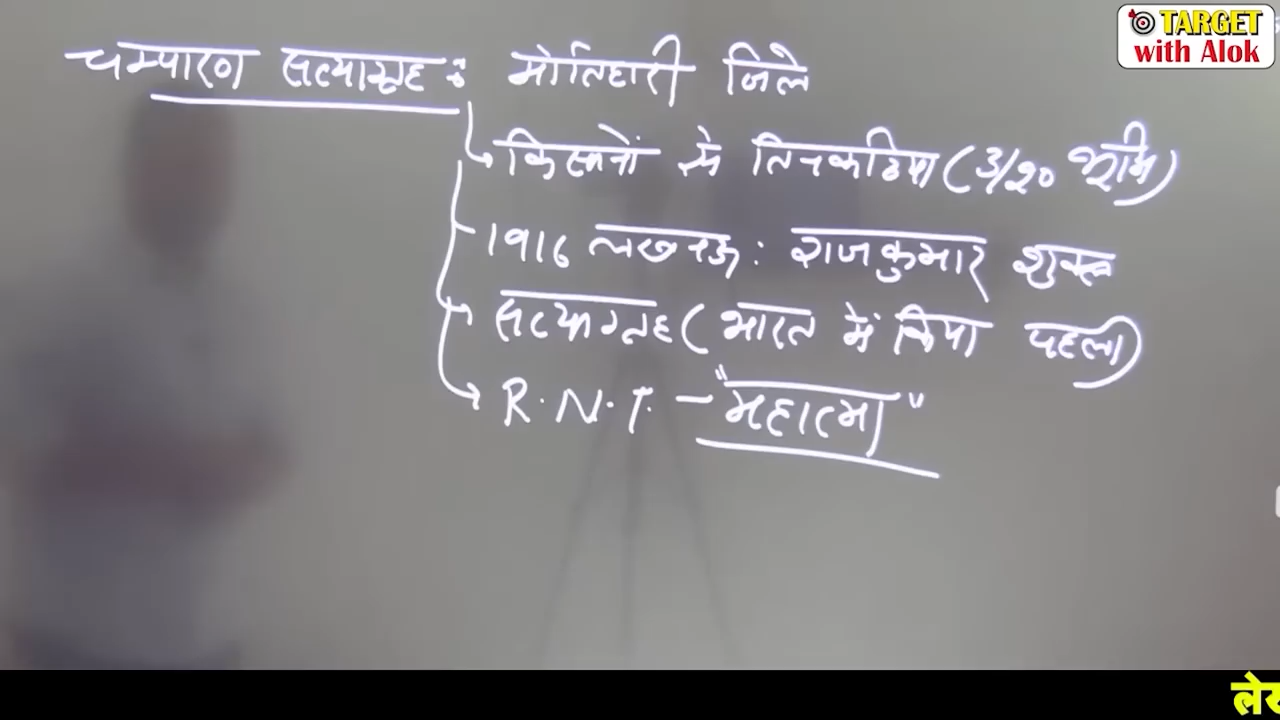 TARGET
with Alok
चम्पारण सत्याग्रह : मोतिहारी जिले
किसानों से तिनकठिया (3/20 भूमि)
1916 लखनऊ : राजकुमार शुक्ल
सत्याग्रह (भारत में किया पहला)
R.N.T. - "महात्मा"